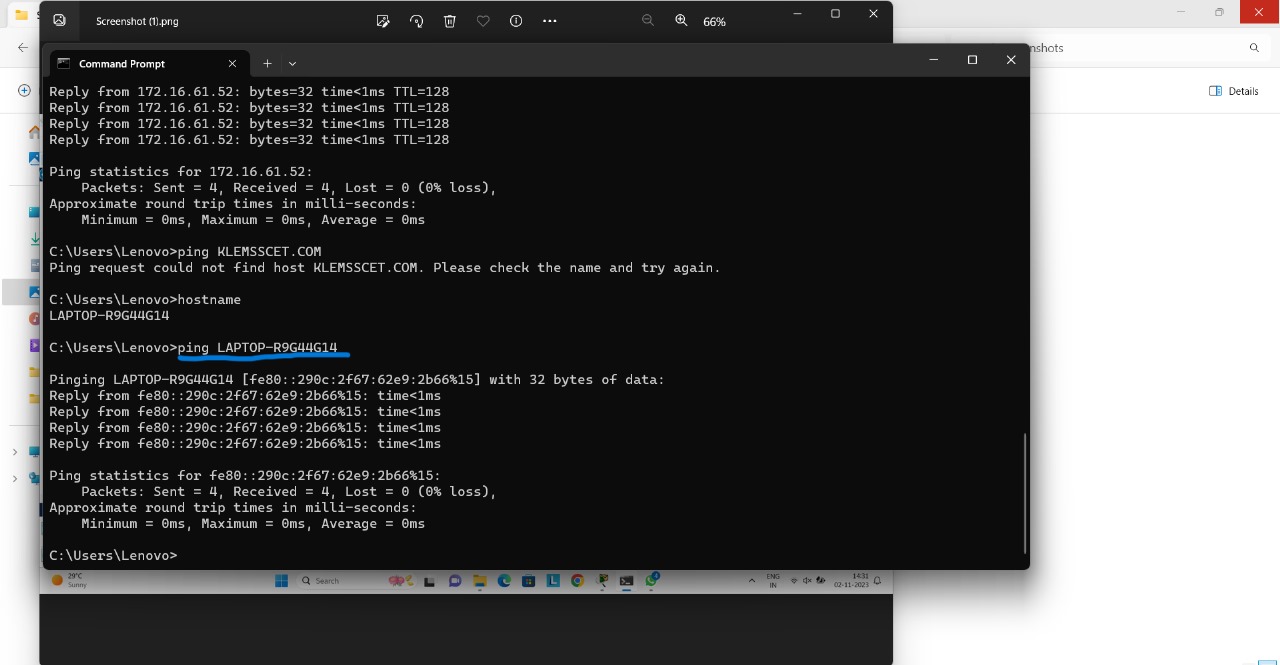 Screenshot (1).png
66%
Command Prompt
nshots
Details
Reply from 172.16.61.52: bytes=32 time<1ms TTL=128
Reply from 172.16.61.52: bytes=32 time<1ms TTL=128
Reply from 172.16.61.52: bytes=32 time<1ms TTL=128
Reply from 172.16.61.52: bytes=32 time<1ms TTL=128
Ping statistics for 172.16.61.52:
Packets: Sent = 4, Received = 4, Lost = 0 (0% loss),
Approximate round trip times in milli-seconds:
Minimum = 0ms, Maximum = 0ms, Average = 0ms
C:\Users\Lenovo>ping KLEMSSCET.COM
Ping request could not find host KLEMSSCET.COM. Please check the name and try again.
C:\Users\Lenovo>hostname
LAPTOP-R9G44G14
C:\Users\Lenovo>ping LAPTOP-R9G44G14
Pinging LAPTOP-R9G44G14 [fe80::290c:2f67:62e9:2b66%15] with 32 bytes of data:
Reply from fe80::290c:2f67:62e9:2b66%15: time<1ms
Reply from fe80::290c:2f67:62e9:2b66%15: time<1ms
Reply from fe80::290c:2f67:62e9:2b66%15: time<1ms
Reply from fe80::290c:2f67:62e9:2b66%15: time<1ms
Ping statistics for fe80::290c:2f67:62e9:2b66%15:
Packets: Sent = 4, Received = 4, Lost = 0 (0% loss),
Approximate round trip times in milli-seconds:
Minimum = 0ms, Maximum = 0ms, Average = 0ms
C:\Users\Lenovo>
29°C
Sunny
Search
ENG
IN
14:31
02-11-2023